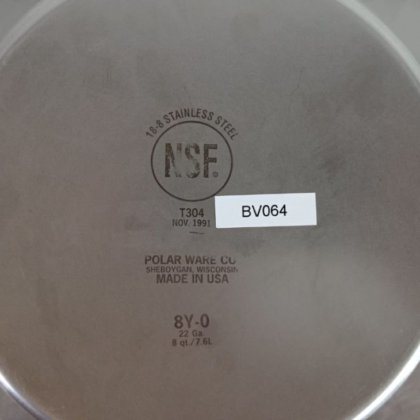 18-8 STAINLESS STEEL
NSF.
T304
NOV. 1991
BV064
POLAR WARE CO.
SHEBOYGAN, WISCONSIN
MADE IN USA
8Y-0
22 Ga.
8 qt./7.6L